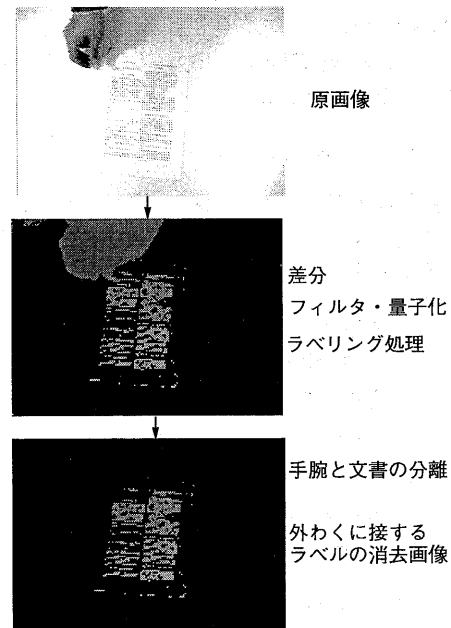 原画像
差分
フィルタ・量子化
ラベリング処理
手腕と文書の分離
外わくに接する
ラベルの消去画像